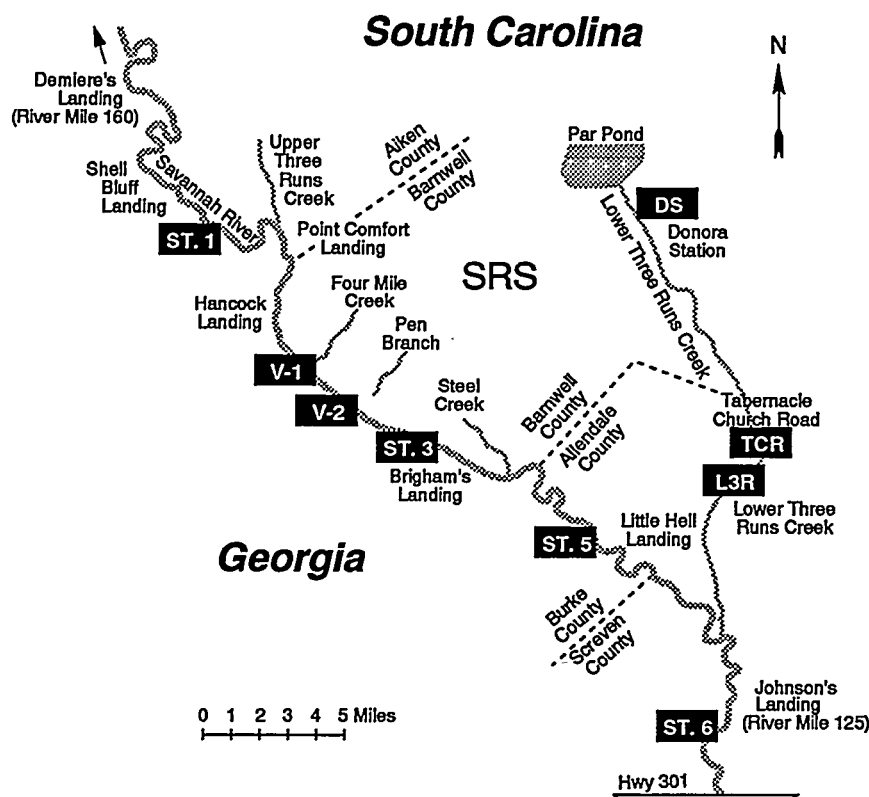 South Carolina
N
Demiere's
Landing
(River Mile 160)
Upper
Three
Runs
Creek
Aiken
County
Barnwell
County
Par Pond
Shell
Bluff
Landing
Savannah River
DS
Donora
Station
ST. 1
Point Comfort
Landing
Lower Three Runs Creek
SRS
Hancock
Landing
Four Mile
Creek
Pen
Branch
V-1
V-2
Steel
Creek
Barnwell
County
Allendale
County
Tabernacle
Church Road
TCR
ST. 3
Brigham's
Landing
L3R
Lower Three
Runs Creek
Little Hell
Landing
ST. 5
Georgia
Burke
County
Screven
County
Johnson's
Landing
(River Mile 125)
0 1 2 3 4 5 Miles
ST. 6
Hwy 301